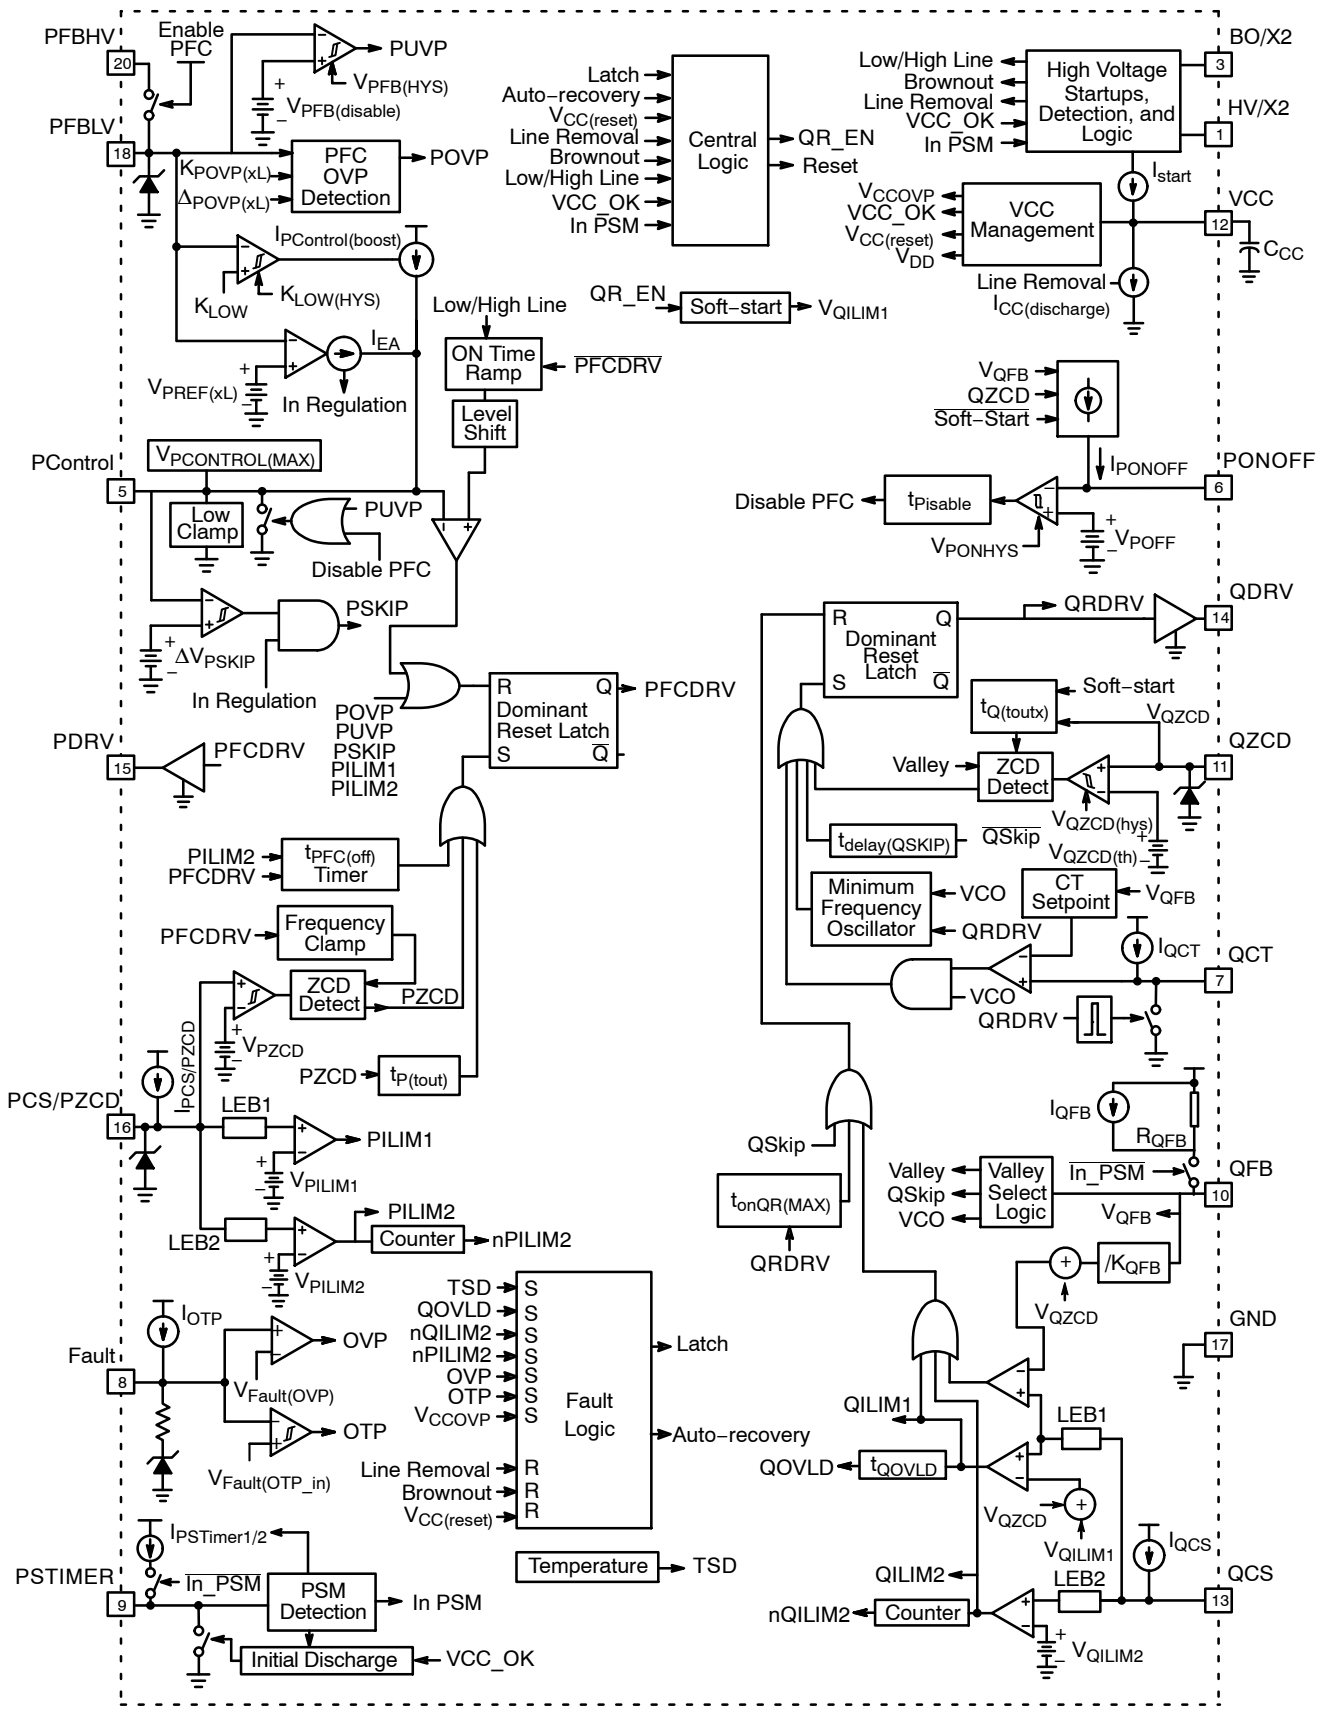 PFBHV
20
Enable
PFC
PUVP
VPFB(HYS)
VPFB(disable)
PFBLV
18
KPOVP(xL)
ΔPOVP(xL)
PFC
OVP
Detection
POVP
IPControl(boost)
KLOW
KLOW(HYS)
IEA
VPREF(xL)
In Regulation
Latch
Auto-recovery
VCC(reset)
Line Removal
Brownout
Low/High Line
VCC_OK
In PSM
Central
Logic
QR_EN
Reset
Low/High Line
Brownout
Line Removal
VCC_OK
In PSM
High Voltage
Startups,
Detection, and
Logic
BO/X2
3
HV/X2
1
Istart
VCCOVP
VCC_OK
VCC(reset)
VDD
VCC
Management
VCC
12
CCC
Line Removal
ICC(discharge)
QR_EN
Soft−start
VQILIM1
Low/High Line
ON Time
Ramp
PFCDRV
Level
Shift
VQFB
QZCD
Soft-Start
IPONOFF
PONOFF
6
Disable PFC
tPisable
VPONHYS
VPOFF
PControl
5
VPCONTROL(MAX)
Low
Clamp
PUVP
Disable PFC
PSKIP
ΔVPSKIP
In Regulation
POVP
PUVP
PSKIP
PILIM1
PILIM2
R
Q
Dominant
Reset Latch
S
Q
PFCDRV
PDRV
15
PFCDRV
R
Q
Dominant
Reset
Latch
S
Q
QRDRV
QDRV
14
tQ(toutx)
Soft−start
VQZCD
Valley
ZCD
Detect
QZCD
11
VQZCD(hys)
VQZCD(th)
tdelay(QSKIP)
QSkip
Minimum
Frequency
Oscillator
VCO
QRDRV
CT
Setpoint
VQFB
IQCT
QCT
7
VCO
QRDRV
PILIM2
PFCDRV
tPFC(off)
Timer
PFCDRV
Frequency
Clamp
ZCD
Detect
PZCD
VPZCD
PZCD
tP(tout)
IPCS/PZCD
PCS/PZCD
16
LEB1
PILIM1
VPILIM1
LEB2
PILIM2
Counter
nPILIM2
VPILIM2
QSkip
tonQR(MAX)
QRDRV
IQFB
RQFB
In_PSM
QFB
10
Valley
QSkip
VCO
Valley
Select
Logic
VQFB
/KQFB
VQZCD
GND
17
IOTP
Fault
8
OVP
VFault(OVP)
OTP
VFault(OTP_in)
TSD
QOVLD
nQILIM2
nPILIM2
OVP
OTP
VCCOVP
Line Removal
Brownout
VCC(reset)
S
S
S
S
S
S
S
R
R
R
Fault
Logic
Latch
Auto-recovery
QILIM1
QOVLD
tQOVLD
LEB1
VQZCD
VQILIM1
IQCS
QCS
13
LEB2
QILIM2
nQILIM2
Counter
VQILIM2
Temperature
TSD
IPSTimer1/2
PSTIMER
9
In_PSM
PSM
Detection
In PSM
Initial Discharge
VCC_OK